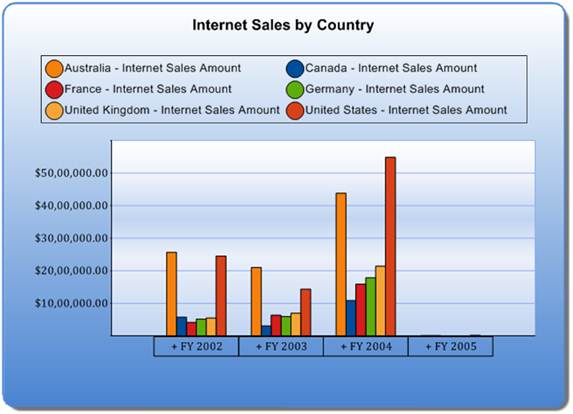 Internet Sales by Country
Australia - Internet Sales Amount
Canada - Internet Sales Amount
France - Internet Sales Amount
Germany - Internet Sales Amount
United Kingdom - Internet Sales Amount
United States - Internet Sales Amount
$50,00,000.00
$40,00,000.00
$30,00,000.00
$20,00,000.00
$10,00,000.00
+ FY 2002
+ FY 2003
+ FY 2004
+ FY 2005